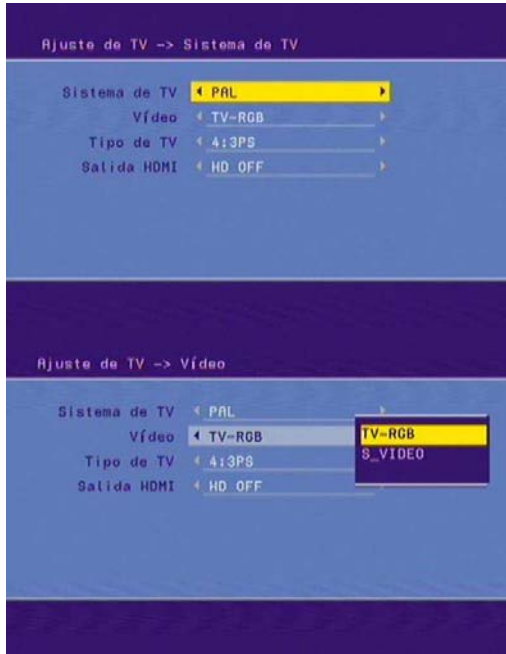 Ajuste de TV -> Sistema de TV
Sistema de TV PAL
Vídeo TV-RGB
Tipo de TV 4:3PS
Salida HDMI HD OFF
Ajuste de TV -> Vídeo
Sistema de TV PAL
Vídeo TV-RGB
TV-RGB
Tipo de TV 4:3PS
S_VIDEO
Salida HDMI HD OFF